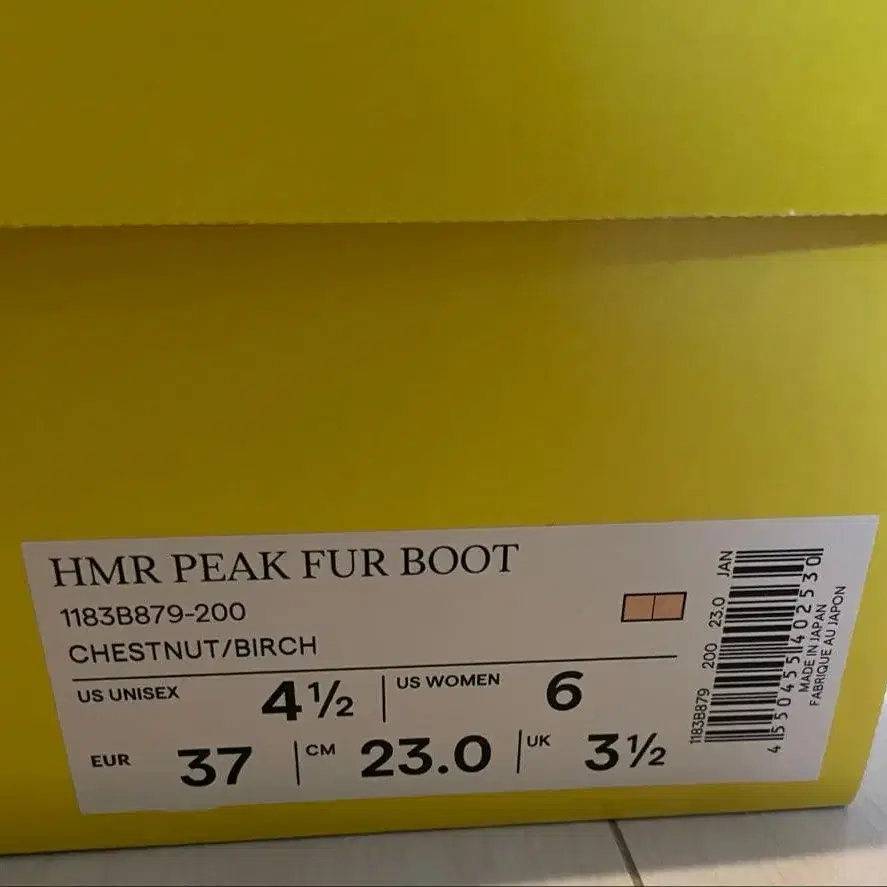 HMR PEAK FUR BOOT
1183B879-200
CHESTNUT/BIRCH
US UNISEX 4½ US WOMEN 6
EUR 37 CM 23.0 UK 3½
1183B879 200 23.0 JAN
4550455402530
MADE IN JAPAN
FABRIQUE AU JAPON